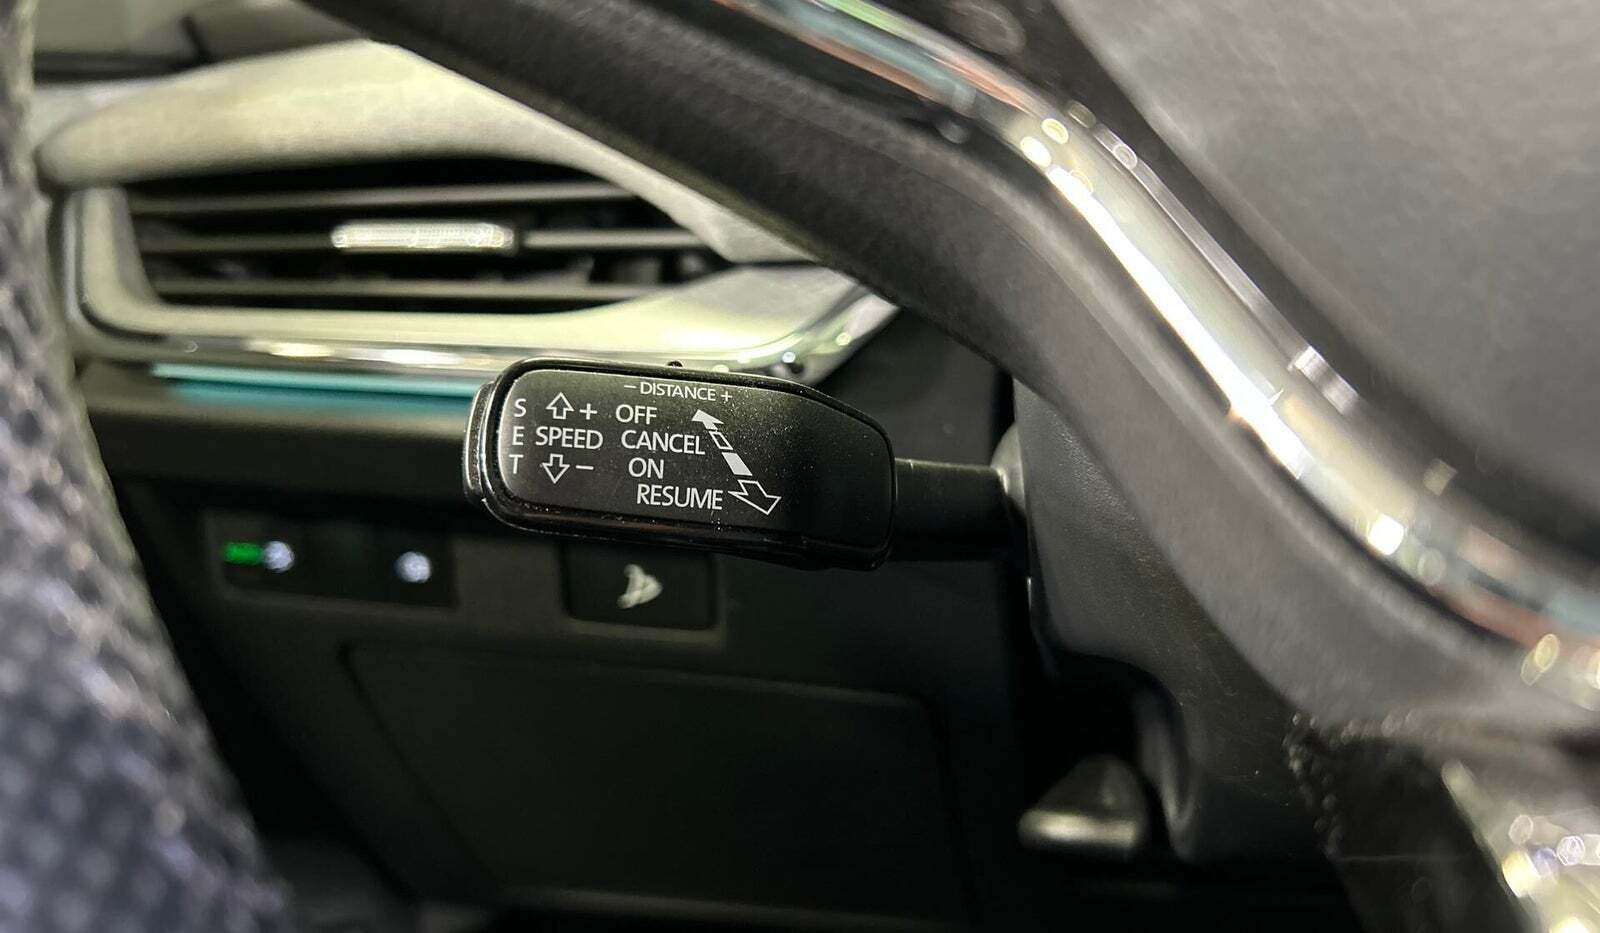 − DISTANCE +
S + OFF
E SPEED CANCEL
T − ON
RESUME